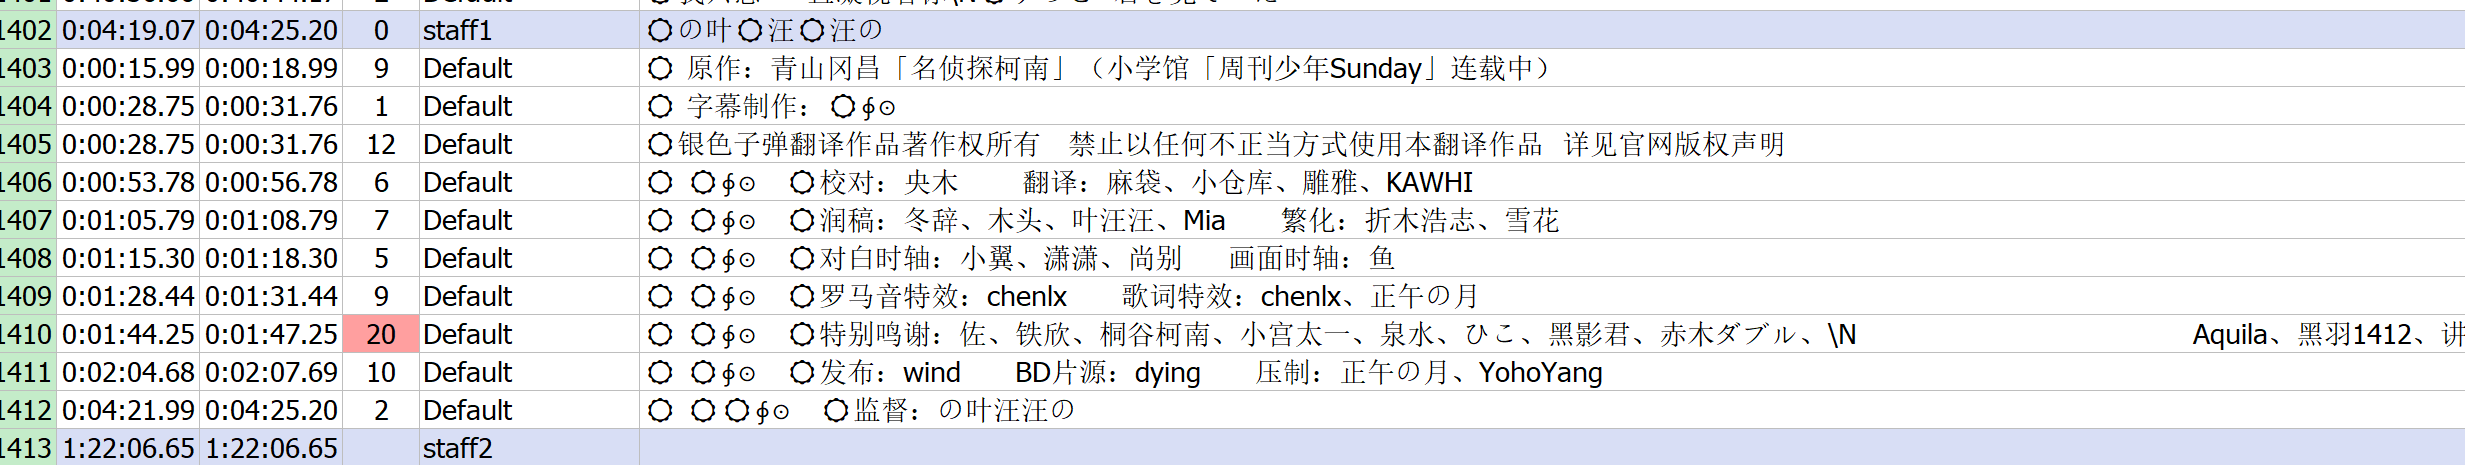 1402 0:04:19.07 0:04:25.20 0 staff1 の叶汪汪の
1403 0:00:15.99 0:00:18.99 9 Default 原作：青山冈昌「名侦探柯南」（小学馆「周刊少年Sunday」连载中）
1404 0:00:28.75 0:00:31.76 1 Default 字幕制作：∮⊙
1405 0:00:28.75 0:00:31.76 12 Default 银色子弹翻译作品著作权所有 禁止以任何不正当方式使用本翻译作品 详见官网版权声明
1406 0:00:53.78 0:00:56.78 6 Default ∮⊙ 校对：央木 翻译：麻袋、小仓库、雕雅、KAWHI
1407 0:01:05.79 0:01:08.79 7 Default ∮⊙ 润稿：冬辞、木头、叶汪汪、Mia 繁化：折木浩志、雪花
1408 0:01:15.30 0:01:18.30 5 Default ∮⊙ 对白时轴：小翼、潇潇、尚别 画面时轴：鱼
1409 0:01:28.44 0:01:31.44 9 Default ∮⊙ 罗马音特效：chenlx 歌词特效：chenlx、正午の月
1410 0:01:44.25 0:01:47.25 20 Default ∮⊙ 特别鸣谢：佐、铁欣、桐谷柯南、小宫太一、泉水、ひこ、黑影君、赤木ダブル、\N Aquila、黑羽1412、讲
1411 0:02:04.68 0:02:07.69 10 Default ∮⊙ 发布：wind BD片源：dying 压制：正午の月、YohoYang
1412 0:04:21.99 0:04:25.20 2 Default ∮⊙ 监督：の叶汪汪の
1413 1:22:06.65 1:22:06.65 staff2